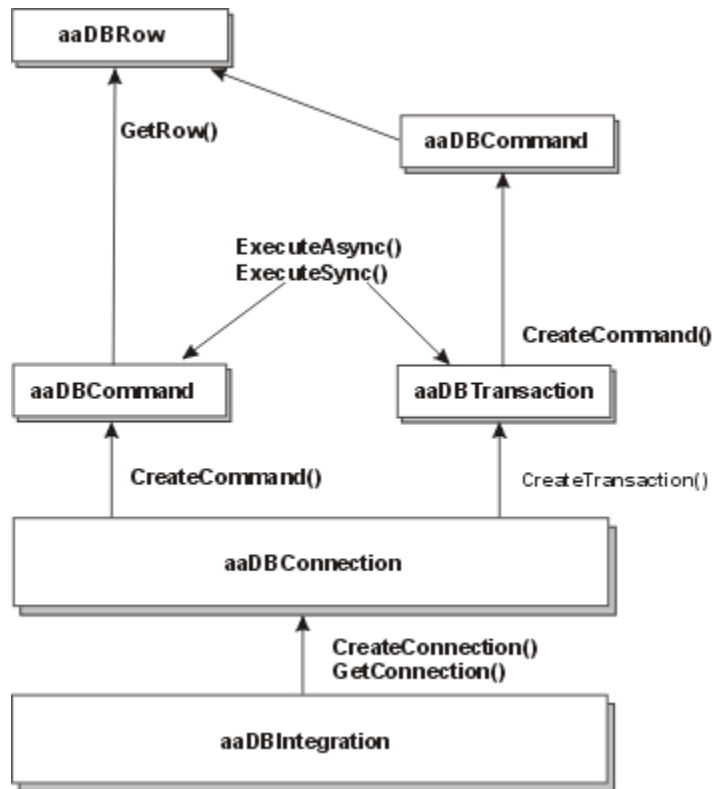 aaDBRow
GetRow()
aaDBCommand
ExecuteAsync()
ExecuteSync()
CreateCommand()
aaDBCommand
aaDBTransaction
CreateCommand()
CreateTransaction()
aaDBConnection
CreateConnection()
GetConnection()
aaDBIntegration